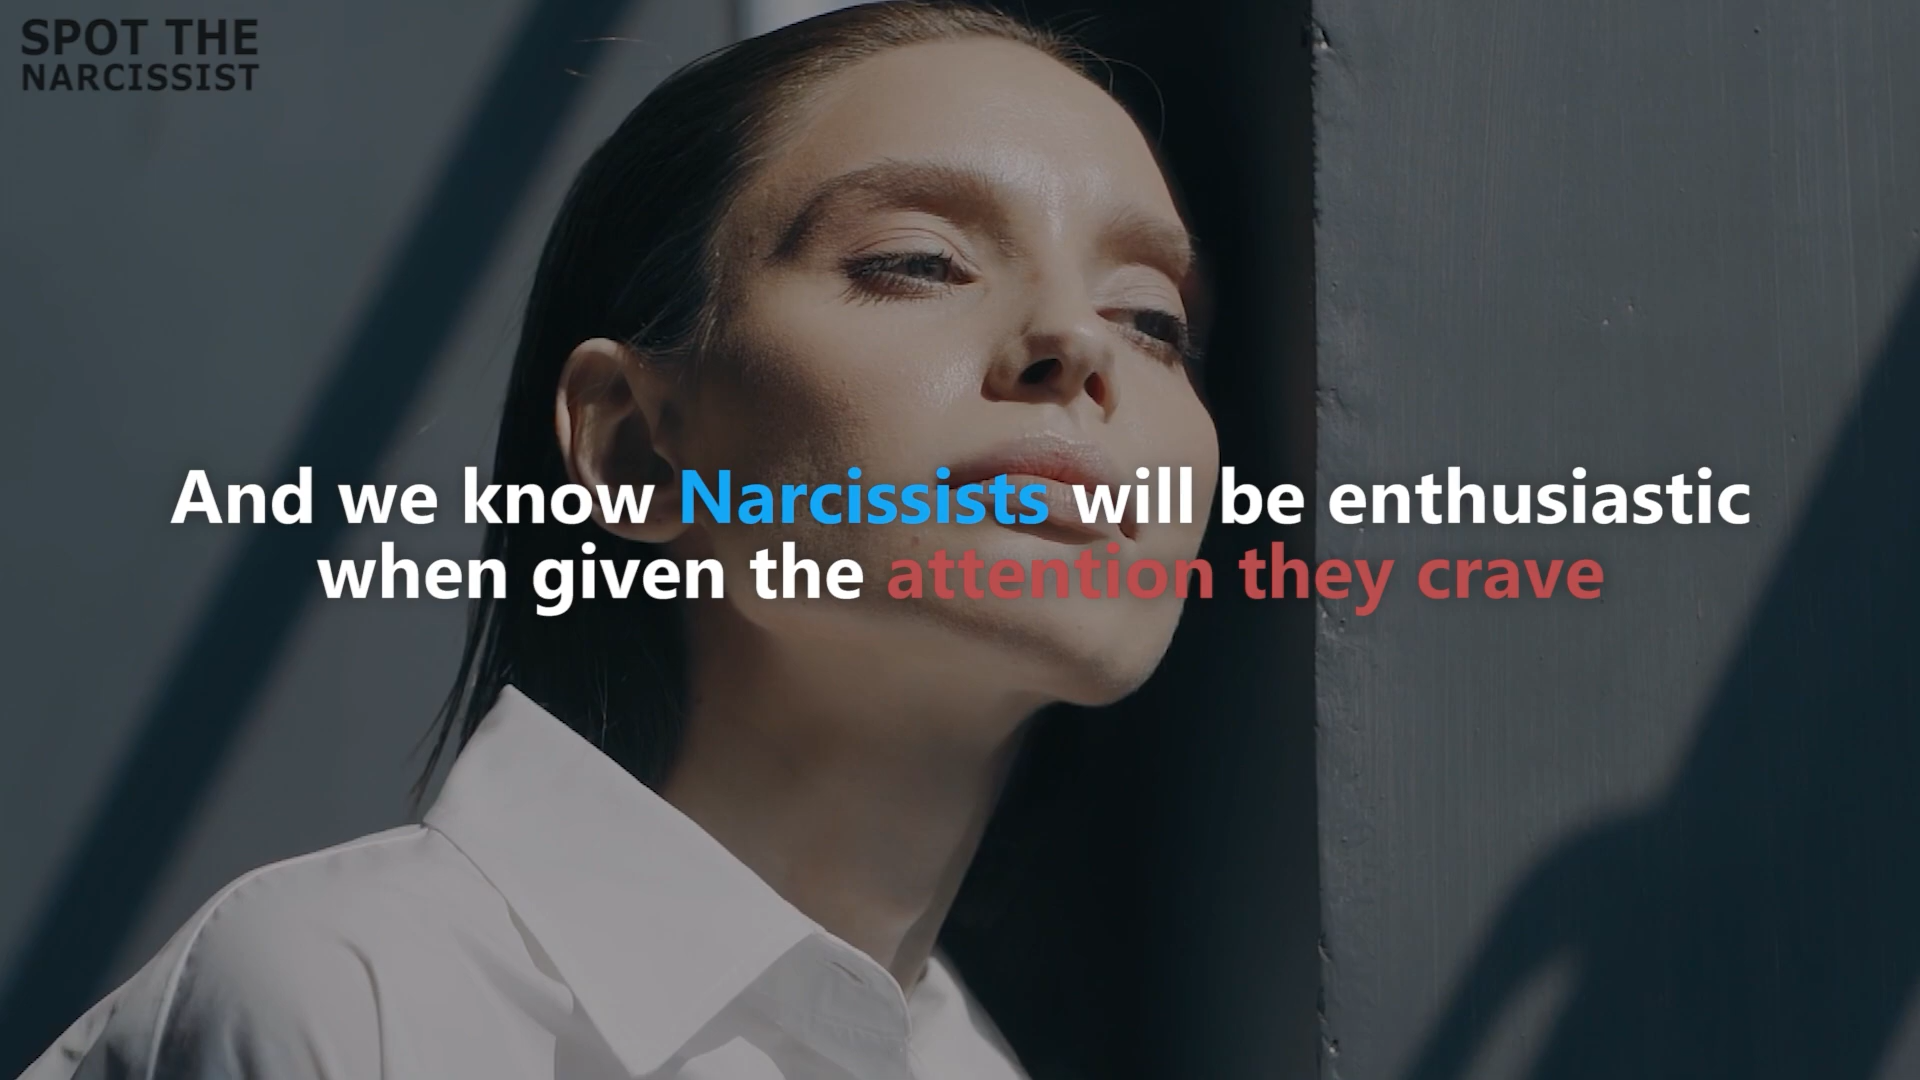 SPOT THE
NARCISSIST
And we know Narcissists will be enthusiastic
when given the attention they crave